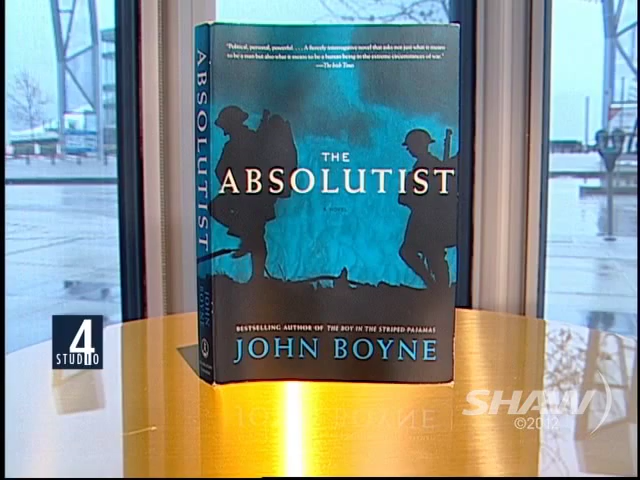 "Political, personal, powerful. . . . A fiercely interrogative novel that asks not just what it means
to be a man but also what it means to be a human being in the extreme circumstances of war."
—The Irish Times
THE
ABSOLUTIST
A NOVEL
BESTSELLING AUTHOR OF THE BOY IN THE STRIPED PAJAMAS
JOHN BOYNE
ABSOLUTIST
JOHN BOYNE
4
STUDIO
SHAW)
©2012